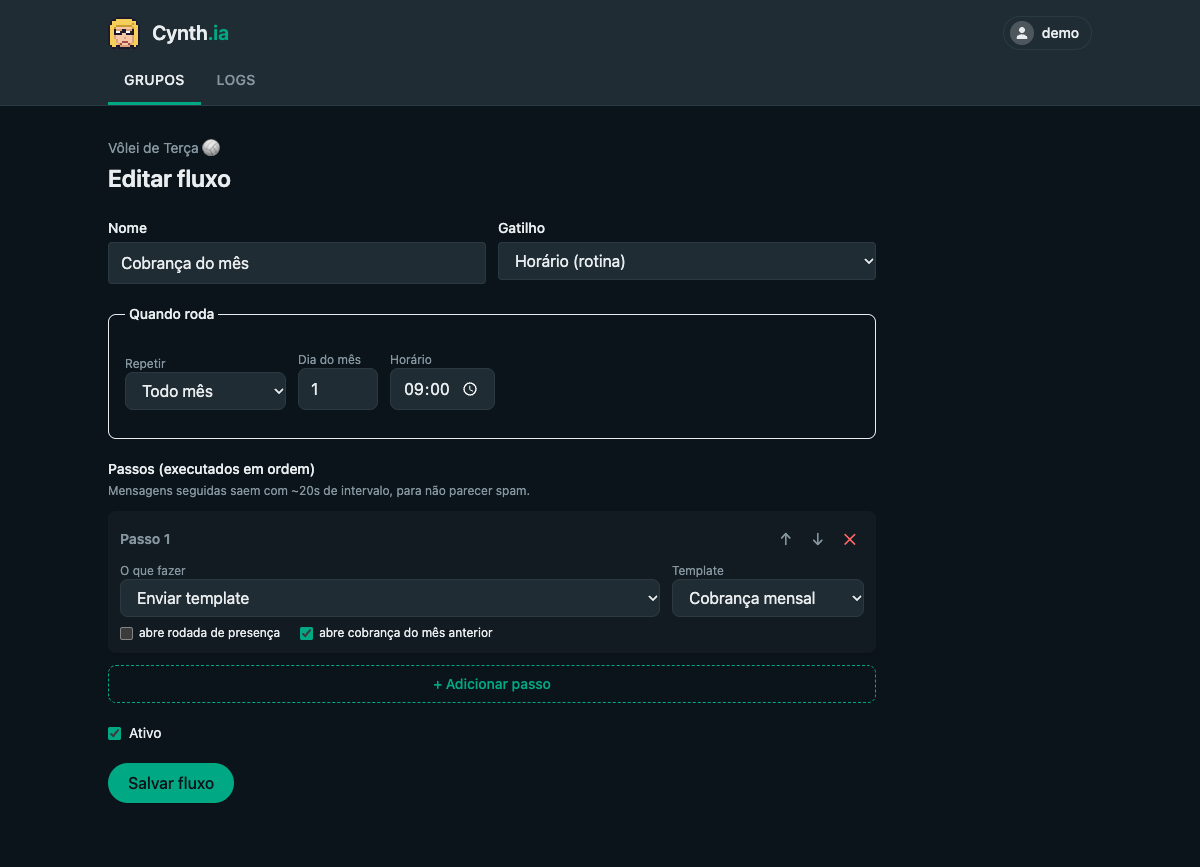 Cynth.ia
demo
GRUPOS LOGS
Vôlei de Terça
Editar fluxo
Nome
Gatilho
Cobrança do mês
Horário (rotina)
Quando roda
Repetir
Dia do mês
Horário
Todo mês
1
09:00
Passos (executados em ordem)
Mensagens seguidas saem com ~20s de intervalo, para não parecer spam.
Passo 1
O que fazer
Template
Enviar template
Cobrança mensal
abre rodada de presença
abre cobrança do mês anterior
+ Adicionar passo
Ativo
Salvar fluxo